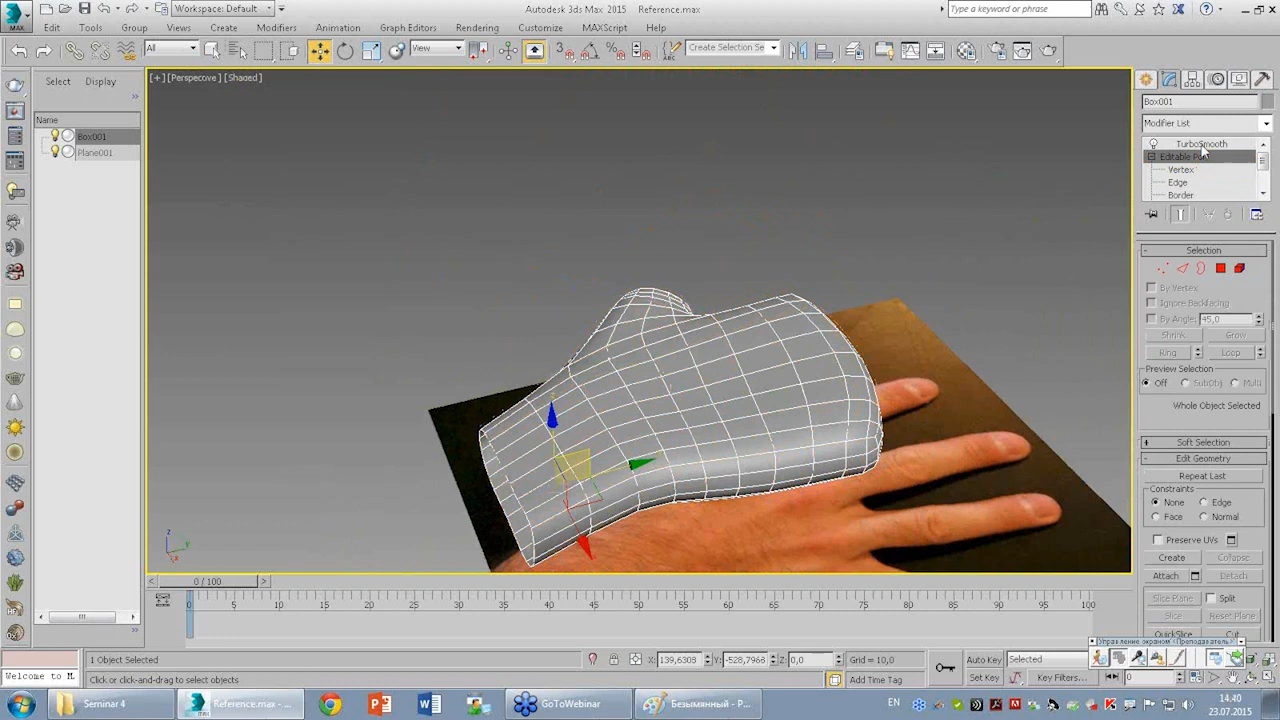 Workspace: Default
Autodesk 3ds Max 2015
Reference.max
Type a keyword or phrase
MAX
Edit
Tools
Group
Views
Create
Modifiers
Animation
Graph Editors
Rendering
Customize
MAXScript
Help
All
View
Create Selection Se
Select
Display
[+] [Perspective] [Shaded]
Box001
Name
Modifier List
Box001
Plane001
TurboSmooth
Editable Poly
Vertex
Edge
Border
Selection
By Vertex
Ignore Backfacing
By Angle: 45,0
Shrink
Grow
Ring
Loop
Preview Selection
Off
SubObj
Multi
Whole Object Selected
Soft Selection
Edit Geometry
Repeat Last
Constraints
None
Edge
Face
Normal
Preserve UVs
Create
Collapse
Attach
Detach
Slice Plane
Split
Slice
Reset Plane
QuickSlice
Cut
0 / 100
0 5 10 15 20 25 30 35 40 45 50 55 60 65 70 75 80 85 90 95 100
Управление экраном "Преподаватель"
1 Object Selected
X: 139,6308
Y: -528,7966
Z: 0,0
Grid = 10,0
Auto Key
Selected
Welcome to M
Click or click-and-drag to select objects
Add Time Tag
Set Key
Key Filters...
0
Seminar 4
Reference.max - ...
GoToWebinar
Безымянный - P...
EN
14:40
23.07.2015